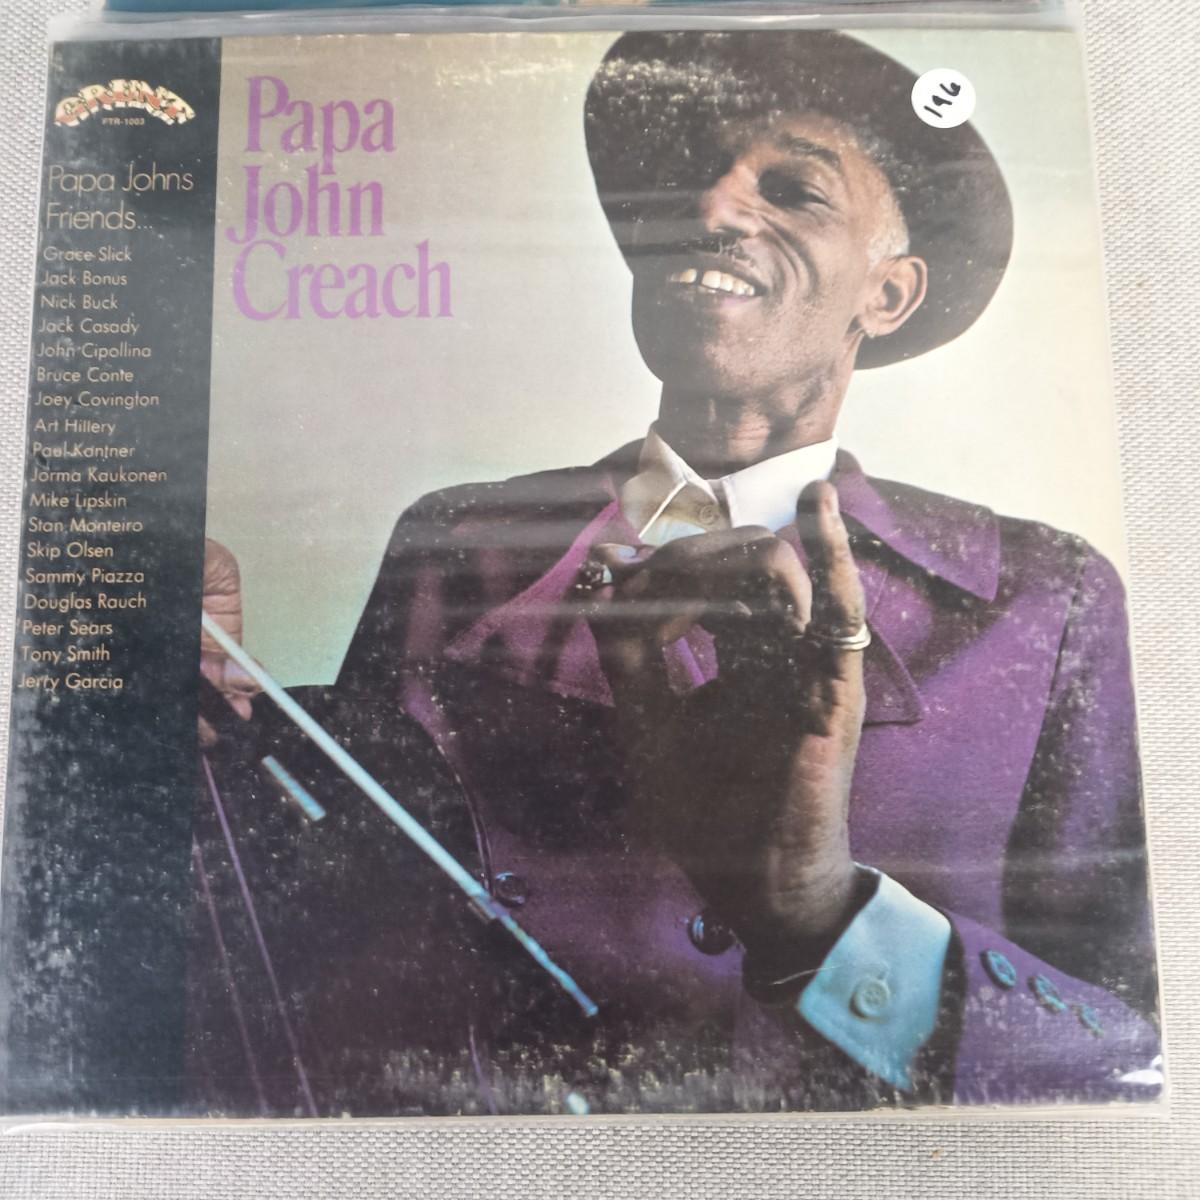 GRUNT
FTR-1003
Papa John's
Friends...
Grace Slick
Jack Bonus
Nick Buck
Jack Casady
John Cipollina
Bruce Conte
Joey Covington
Art Hillery
Paul Kantner
Jorma Kaukonen
Mike Lipskin
Stan Monteiro
Skip Olsen
Sammy Piazza
Douglas Rauch
Peter Sears
Tony Smith
Jerry Garcia
Papa
John
Creach
196